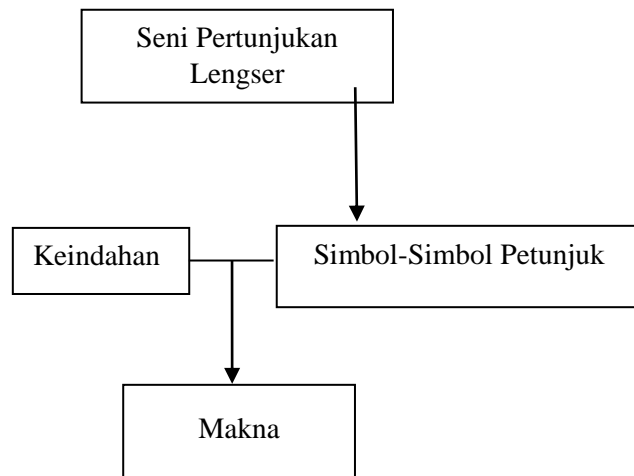 Seni Pertunjukan
Lengser
Keindahan
Simbol-Simbol Petunjuk
Makna